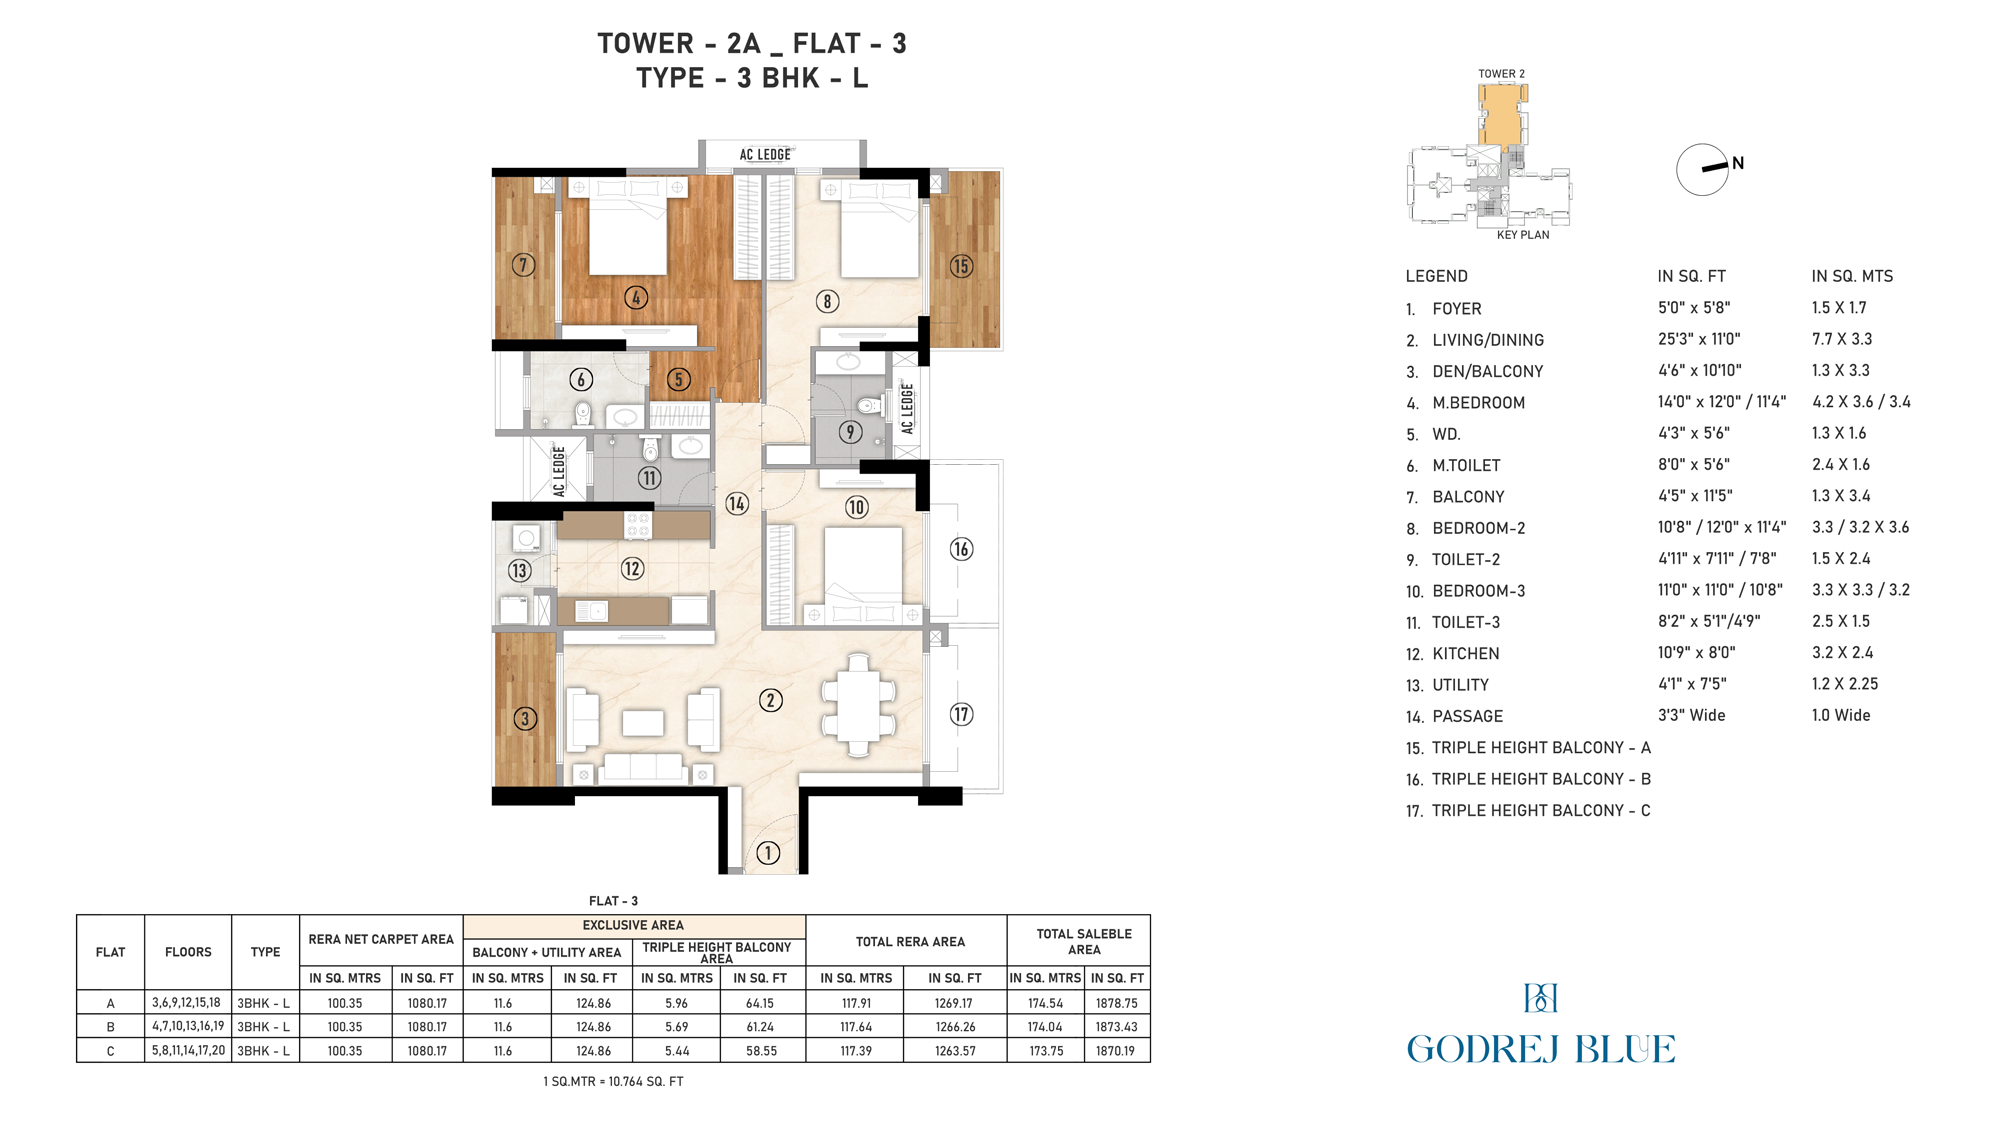 TOWER - 2A _ FLAT - 3
TYPE - 3 BHK - L
TOWER 2
KEY PLAN
N
AC LEDGE
7
4
8
15
6
5
9
AC LEDGE
AC LEDGE
11
14
10
16
13
12
3
2
17
1
LEGEND IN SQ. FT IN SQ. MTS
1. FOYER 5'0" x 5'8" 1.5 X 1.7
2. LIVING/DINING 25'3" x 11'0" 7.7 X 3.3
3. DEN/BALCONY 4'6" x 10'10" 1.3 X 3.3
4. M.BEDROOM 14'0" x 12'0" / 11'4" 4.2 X 3.6 / 3.4
5. WD. 4'3" x 5'6" 1.3 X 1.6
6. M.TOILET 8'0" x 5'6" 2.4 X 1.6
7. BALCONY 4'5" x 11'5" 1.3 X 3.4
8. BEDROOM-2 10'8" / 12'0" x 11'4" 3.3 / 3.2 X 3.6
9. TOILET-2 4'11" x 7'11" / 7'8" 1.5 X 2.4
10. BEDROOM-3 11'0" x 11'0" / 10'8" 3.3 X 3.3 / 3.2
11. TOILET-3 8'2" x 5'1"/4'9" 2.5 X 1.5
12. KITCHEN 10'9" x 8'0" 3.2 X 2.4
13. UTILITY 4'1" x 7'5" 1.2 X 2.25
14. PASSAGE 3'3" Wide 1.0 Wide
15. TRIPLE HEIGHT BALCONY - A
16. TRIPLE HEIGHT BALCONY - B
17. TRIPLE HEIGHT BALCONY - C
FLAT - 3
FLAT FLOORS TYPE RERA NET CARPET AREA EXCLUSIVE AREA TOTAL RERA AREA TOTAL SALEBLE AREA
BALCONY + UTILITY AREA TRIPLE HEIGHT BALCONY AREA
IN SQ. MTRS IN SQ. FT IN SQ. MTRS IN SQ. FT IN SQ. MTRS IN SQ. FT IN SQ. MTRS IN SQ. FT IN SQ. MTRS IN SQ. FT
A 3,6,9,12,15,18 3BHK - L 100.35 1080.17 11.6 124.86 5.96 64.15 117.91 1269.17 174.54 1878.75
B 4,7,10,13,16,19 3BHK - L 100.35 1080.17 11.6 124.86 5.69 61.24 117.64 1266.26 174.04 1873.43
C 5,8,11,14,17,20 3BHK - L 100.35 1080.17 11.6 124.86 5.44 58.55 117.39 1263.57 173.75 1870.19
1 SQ.MTR = 10.764 SQ. FT
GODREJ BLUE